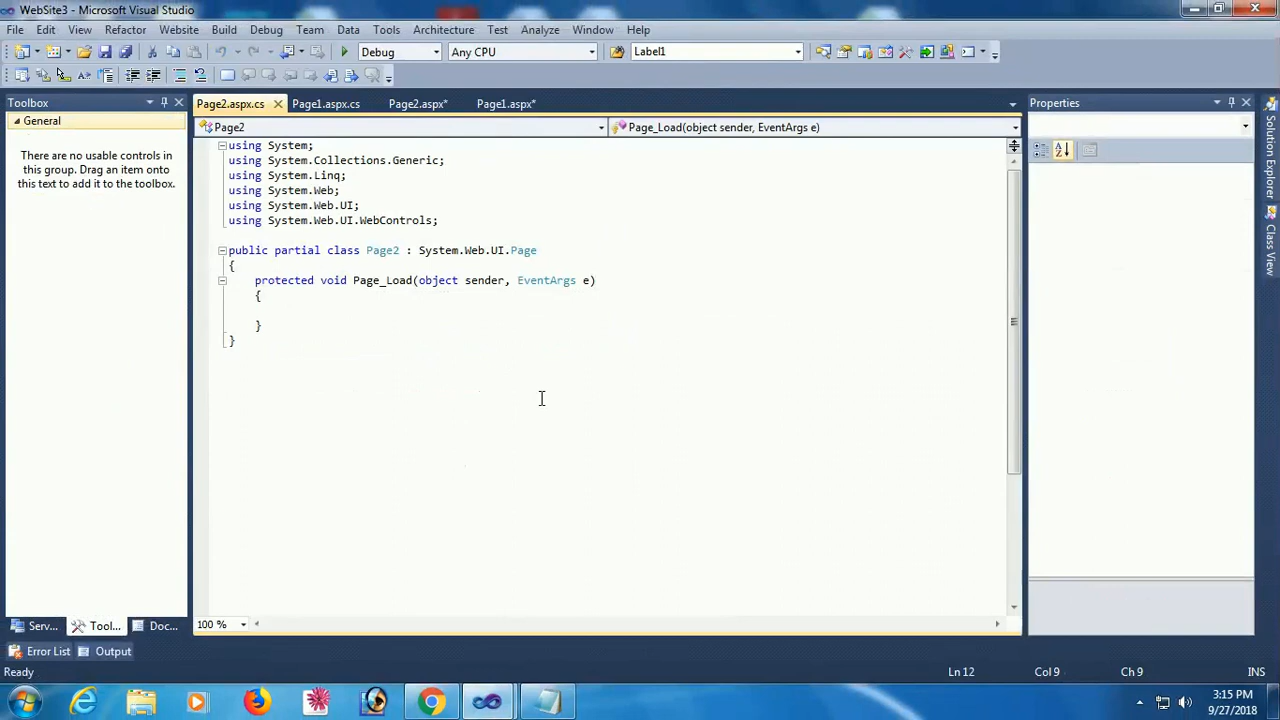 WebSite3 - Microsoft Visual Studio
File Edit View Refactor Website Build Debug Team Data Tools Architecture Test Analyze Window Help
Debug Any CPU Label1
Toolbox
General
There are no usable controls in
this group. Drag an item onto
this text to add it to the toolbox.
Serv... Tool... Doc...
Page2.aspx.cs Page1.aspx.cs Page2.aspx* Page1.aspx*
Page2 Page_Load(object sender, EventArgs e)
using System;
using System.Collections.Generic;
using System.Linq;
using System.Web;
using System.Web.UI;
using System.Web.UI.WebControls;
public partial class Page2 : System.Web.UI.Page
{
protected void Page_Load(object sender, EventArgs e)
{
}
}
100 %
Properties
Solution Explorer
Class View
Error List Output
Ready Ln 12 Col 9 Ch 9 INS
3:15 PM
9/27/2018